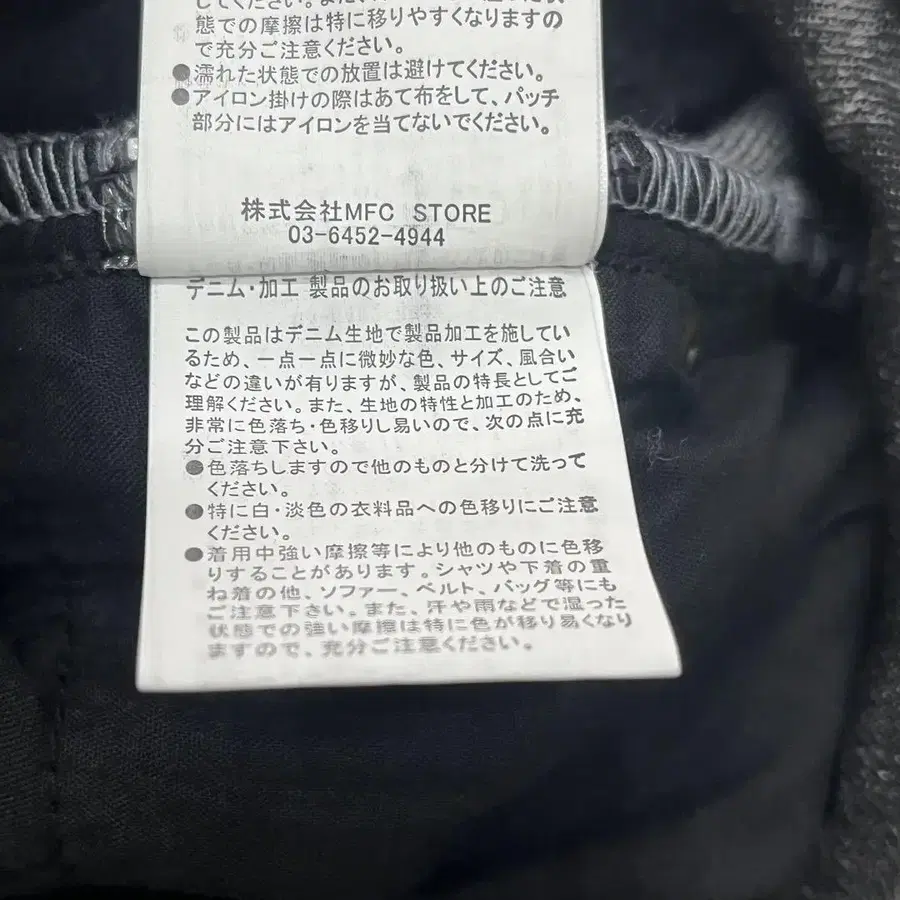 してください。また、
態での摩擦は特に移りやすくなりますの
で充分ご注意ください。
●濡れた状態での放置は避けてください。
●アイロン掛けの際はあて布をして、パッチ
部分にはアイロンを当てないでください。
株式会社MFC STORE
03-6452-4944
デニム・加工 製品のお取り扱い上のご注意
この製品はデニム生地で製品加工を施してい
るため、一点一点に微妙な色、サイズ、風合い
などの違いが有りますが、製品の特長としてご
理解ください。また、生地の特性と加工のため、
非常に色落ち・色移りし易いので、次の点に充
分ご注意下さい。
●色落ちしますので他のものと分けて洗って
ください。
●特に白・淡色の衣料品への色移りにご注意
ください。
●着用中強い摩擦等により他のものに色移
りすることがあります。シャツや下着の重
ね着の他、ソファー、ベルト、バッグ等にも
ご注意下さい。また、汗や雨などで湿った
状態での強い摩擦は特に色が移り易くなり
ますので、充分ご注意ください。